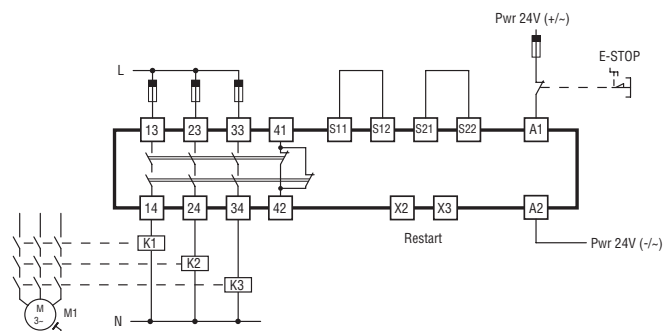 Pwr 24V (+/~)
E-STOP
L
13 23 33 41 S11 S12 S21 S22 A1
14 24 34 42 X2 X3 A2
Restart
Pwr 24V (-/~)
K1
K2
K3
M
3~
M1
N